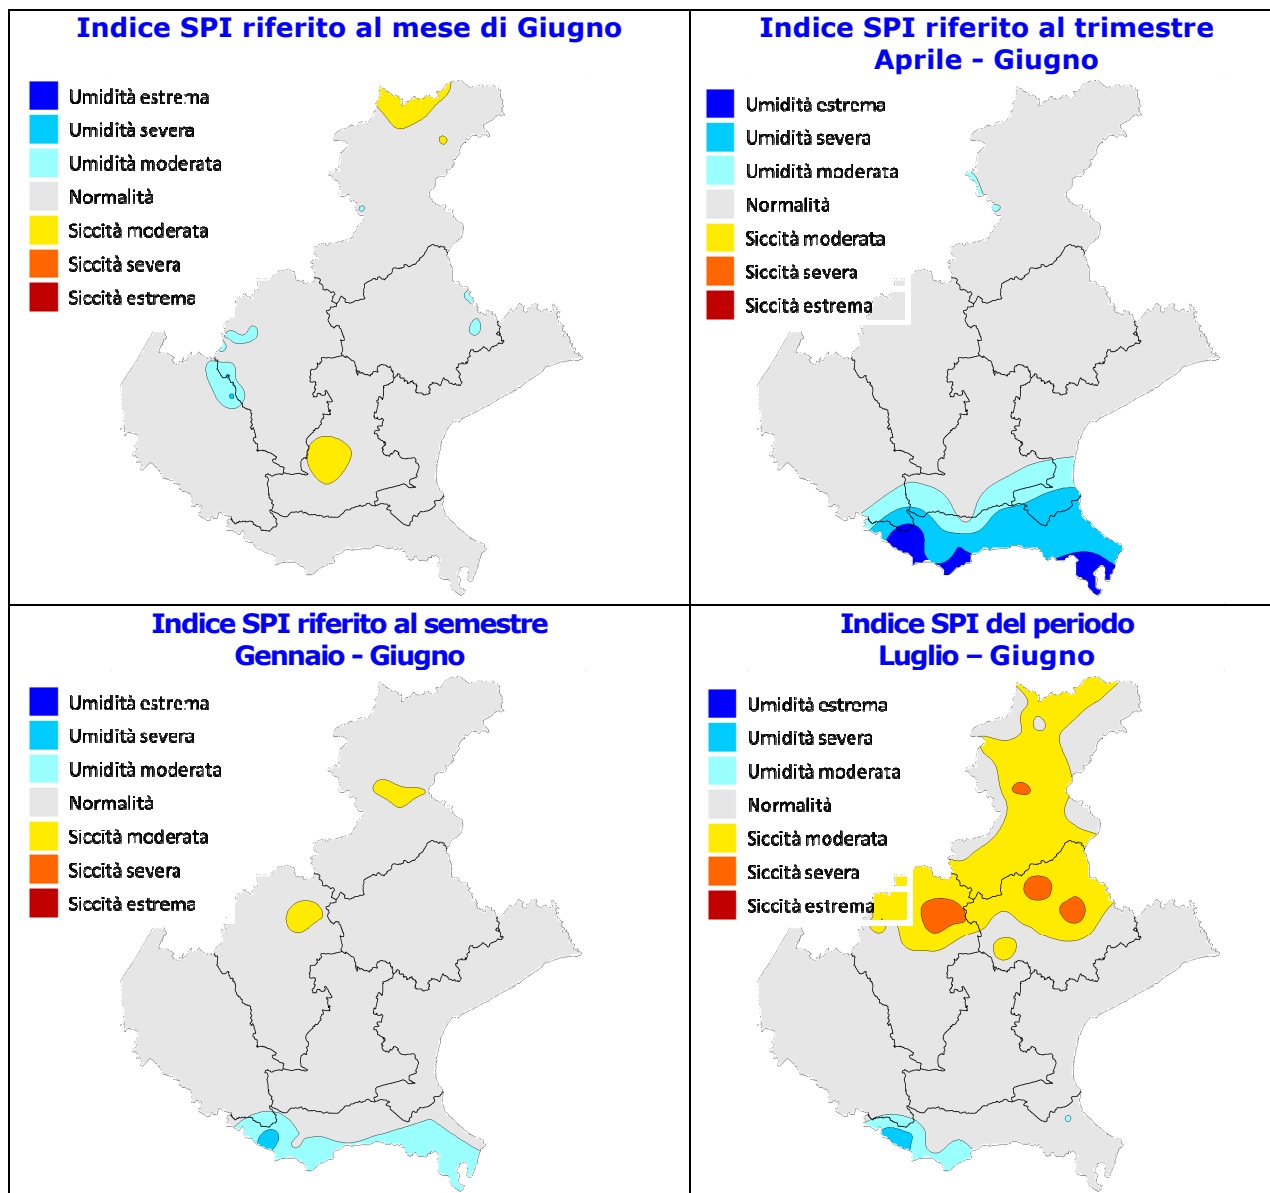 Indice SPI riferito al mese di Giugno
Umidità estrema
Umidità severa
Umidità moderata
Normalità
Siccità moderata
Siccità severa
Siccità estrema
Indice SPI riferito al trimestre
Aprile - Giugno
Umidità estrema
Umidità severa
Umidità moderata
Normalità
Siccità moderata
Siccità severa
Siccità estrema
Indice SPI riferito al semestre
Gennaio - Giugno
Umidità estrema
Umidità severa
Umidità moderata
Normalità
Siccità moderata
Siccità severa
Siccità estrema
Indice SPI del periodo
Luglio – Giugno
Umidità estrema
Umidità severa
Umidità moderata
Normalità
Siccità moderata
Siccità severa
Siccità estrema